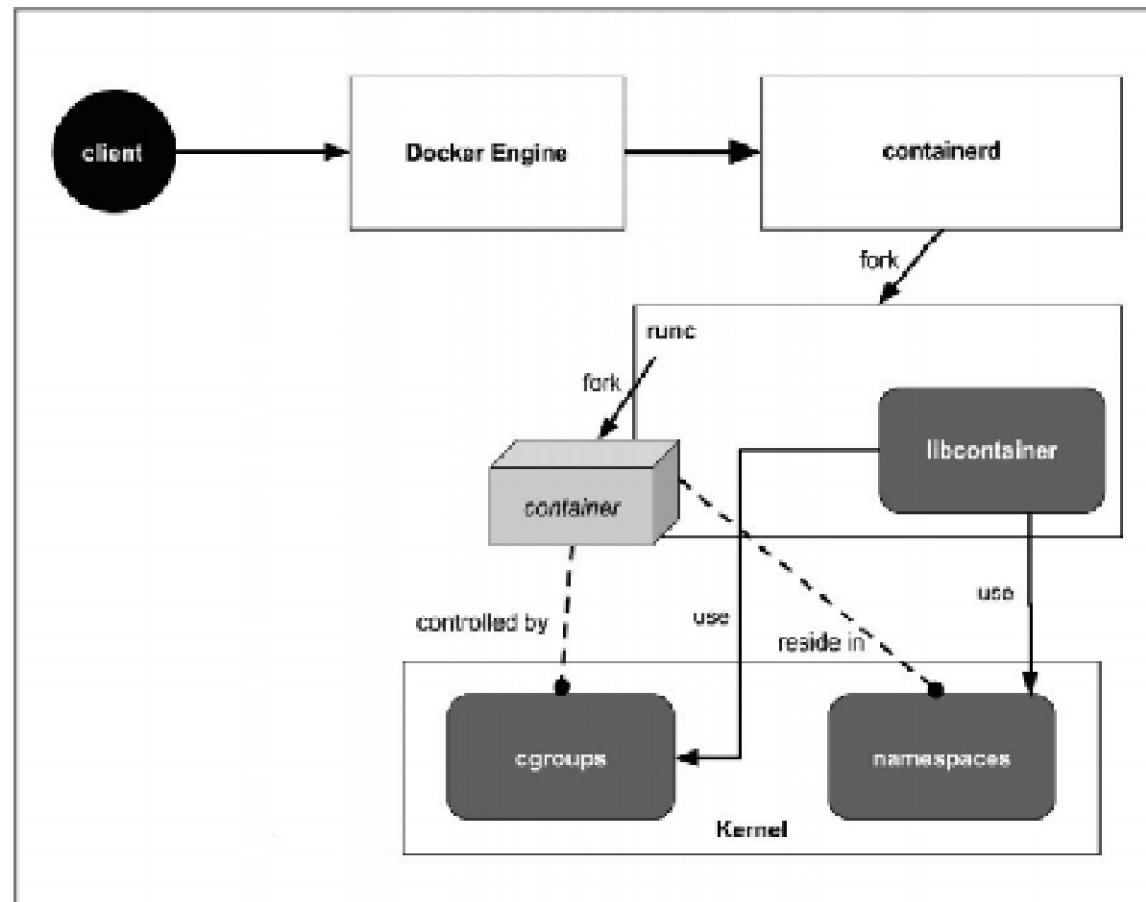 client
Docker Engine
containerd
fork
runc
fork
libcontainer
container
controlled by
use
use
reside in
cgroups
namespaces
Kernel